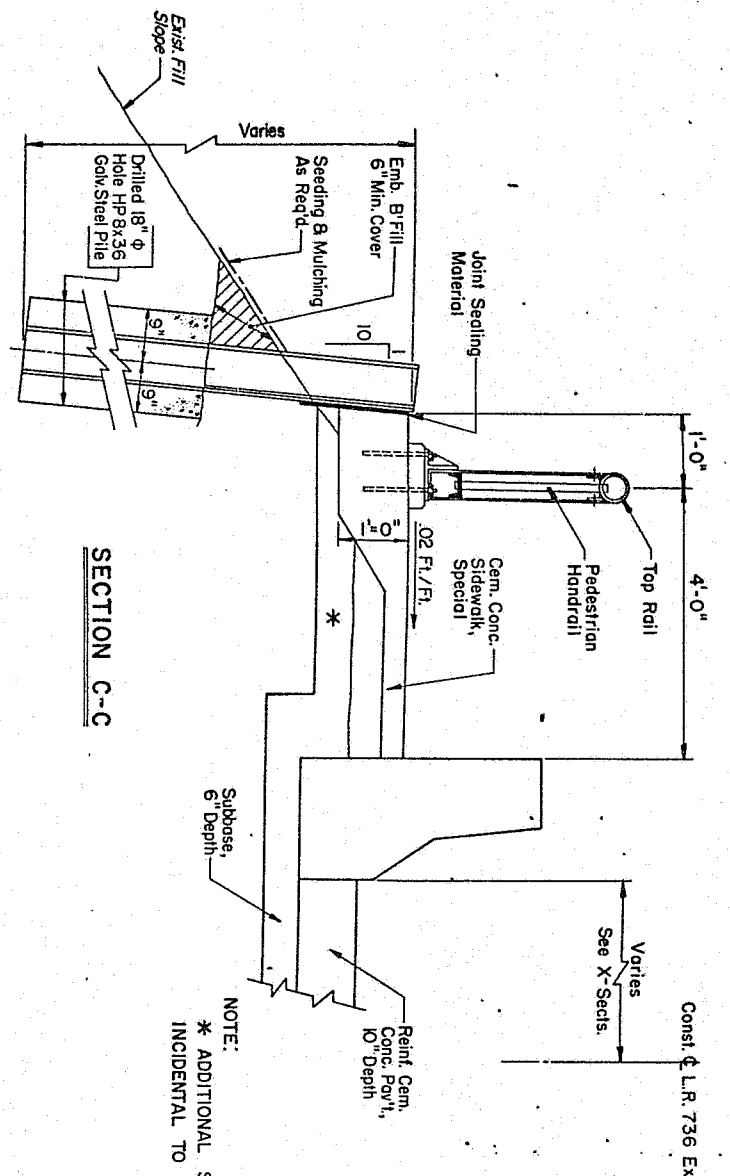 Const. ℄ L.R. 736 Ex
1'-0"
4'-0"
Varies
See X-Sects.
Top Rail
Pedestrian
Handrail
Joint Sealing
Material
Cem. Conc.
Sidewalk,
Special
.02 Ft./Ft.
1'-0"
10
1
Emb. B'Fill
6" Min. Cover
Seeding & Mulching
As Req'd.
Varies
Exist. Fill
Slope
Drilled 18" Φ
Hole HP 8x36
Galv. Steel Pile
9"
9"
*
Subbase,
6" Depth
Reinf. Cem.
Conc. Pav't.,
10" Depth
SECTION C-C
NOTE:
* ADDITIONAL S
INCIDENTAL TO